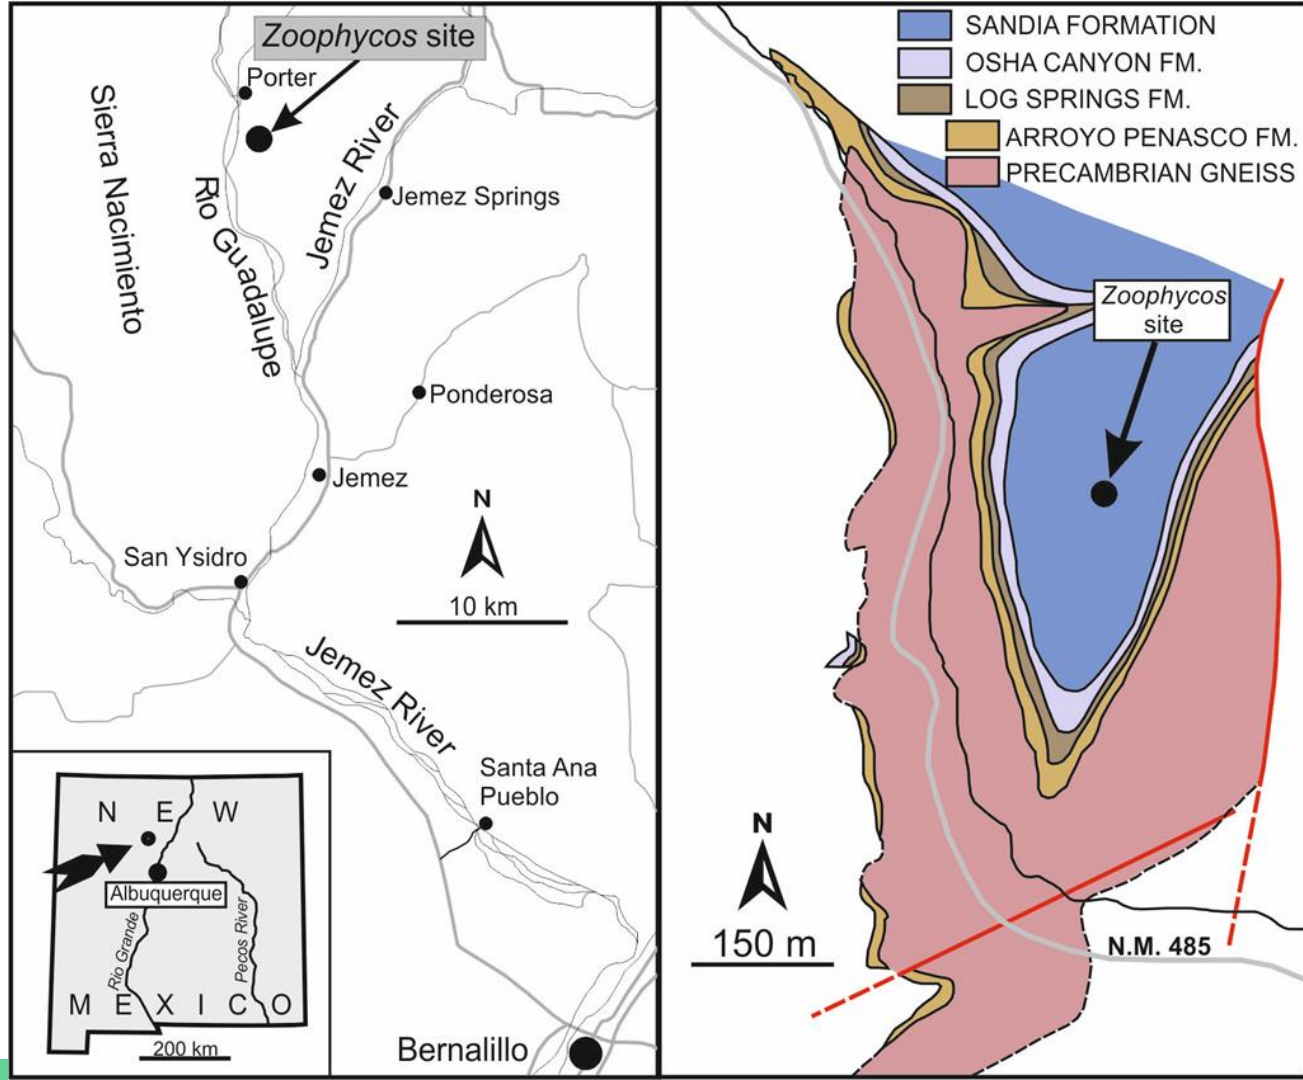 Zoophycos site
Porter
Sierra Nacimiento
Rio Guadalupe
Jemez River
Jemez Springs
Ponderosa
Jemez
N
10 km
San Ysidro
Jemez River
Santa Ana
Pueblo
Bernalillo
NEW
Albuquerque
Rio Grande
Pecos River
MEXICO
200 km
SANDIA FORMATION
OSHA CANYON FM.
LOG SPRINGS FM.
ARROYO PENASCO FM.
PRECAMBRIAN GNEISS
Zoophycos
site
N
150 m
N.M. 485